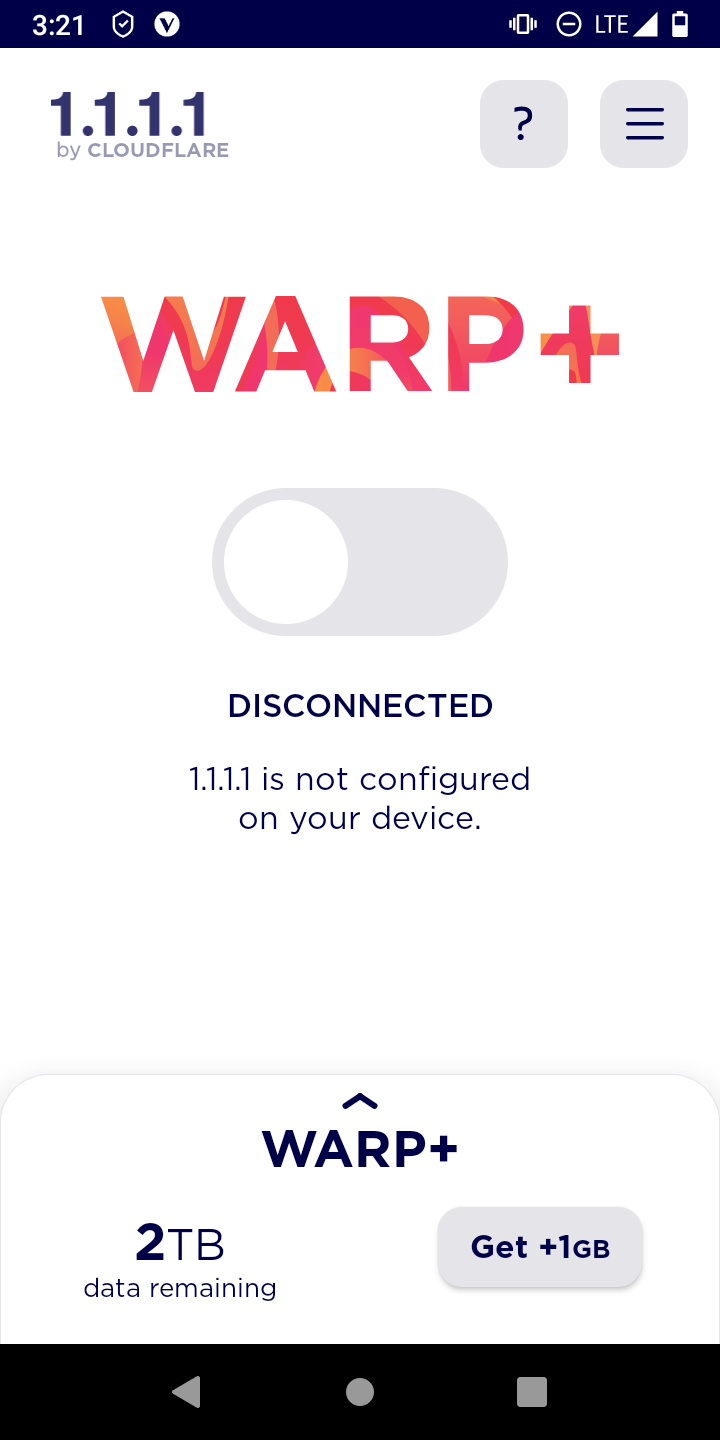 3:21
LTE
1.1.1.1
by CLOUDFLARE
?
WARP+
DISCONNECTED
1.1.1.1 is not configured
on your device.
WARP+
2TB
data remaining
Get +1GB